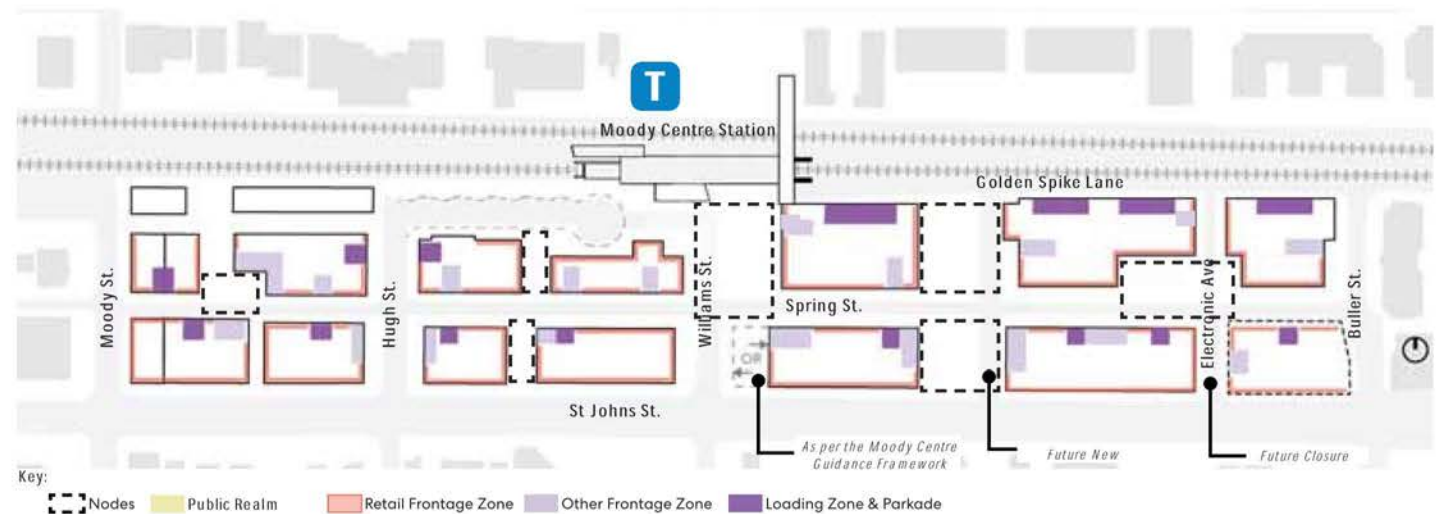 T
Moody Centre Station
Golden Spike Lane
Moody St.
Hugh St.
Williams St.
Spring St.
Electronic Ave
Buller St.
OR
St Johns St.
As per the Moody Centre
Guidance Framework
Future New
Future Closure
Key:
Nodes
Public Realm
Retail Frontage Zone
Other Frontage Zone
Loading Zone & Parkade